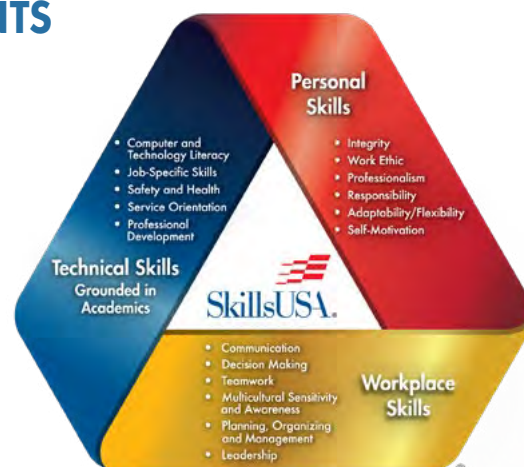 ITS
Personal
Skills
• Integrity
• Work Ethic
• Professionalism
• Responsibility
• Adaptability/Flexibility
• Self-Motivation
• Computer and
Technology Literacy
• Job-Specific Skills
• Safety and Health
• Service Orientation
• Professional
Development
Technical Skills
Grounded in
Academics
SkillsUSA.
• Communication
• Decision Making
• Teamwork
• Multicultural Sensitivity
and Awareness
• Planning, Organizing
and Management
• Leadership
Workplace
Skills
®